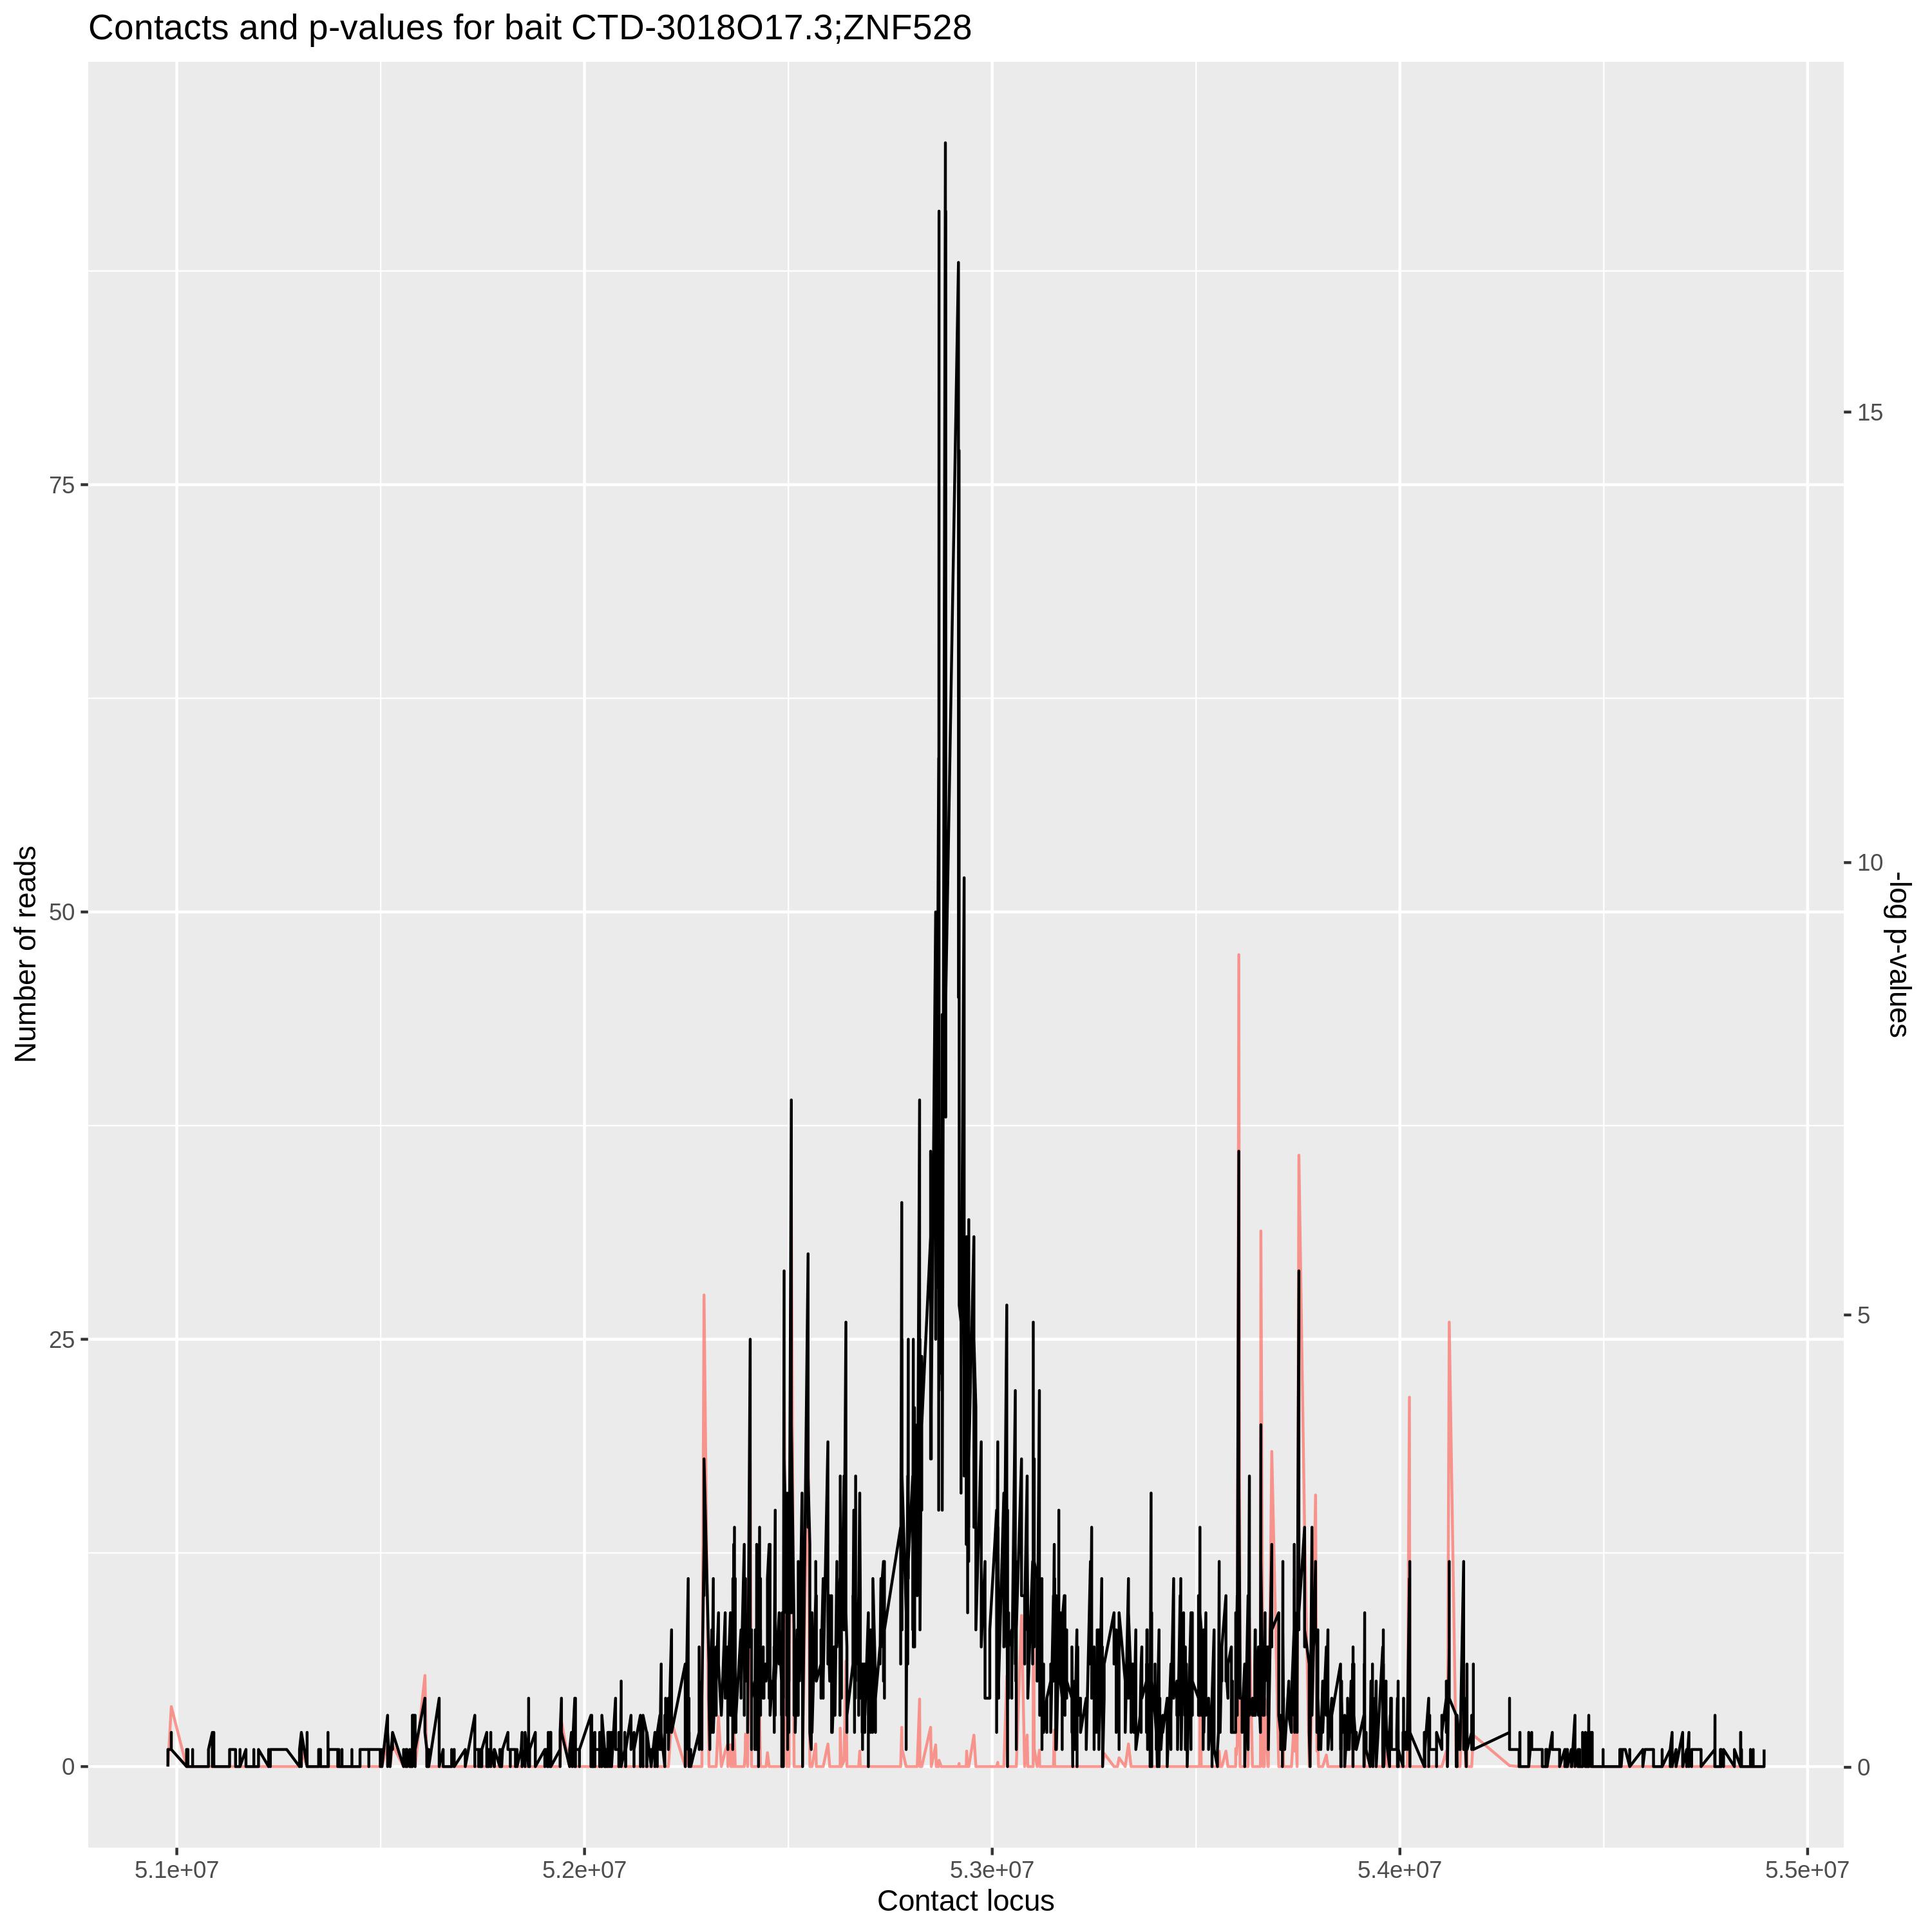 Contacts and p-values for bait CTD-3018O17.3;ZNF528
75
50
25
0
Number of reads
15
10
5
0
-log p-values
5.1e+07
5.2e+07
5.3e+07
5.4e+07
5.5e+07
Contact locus